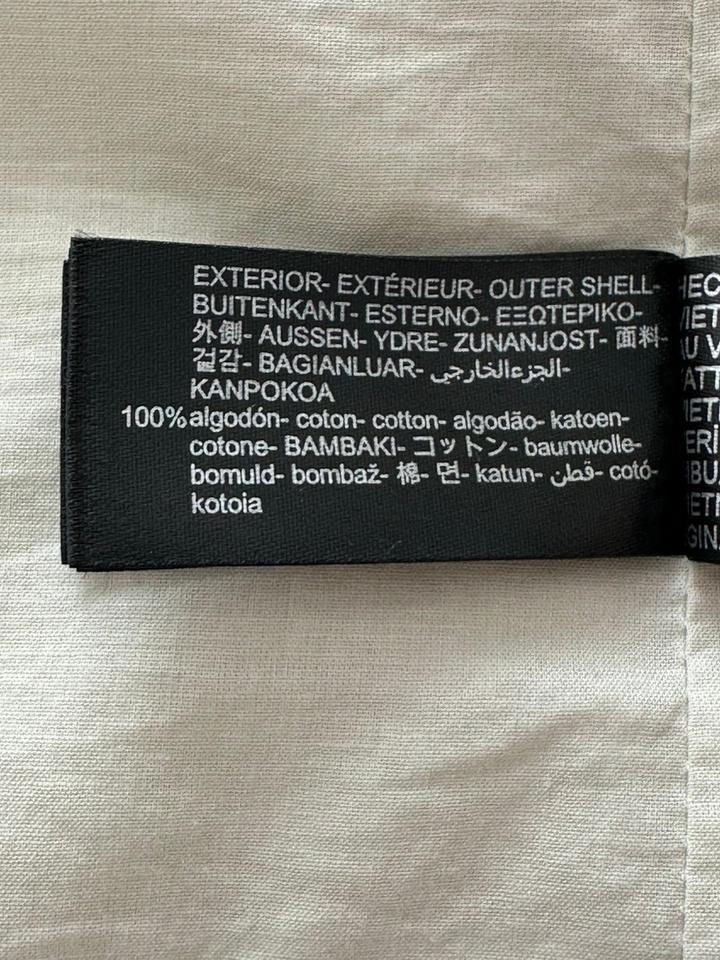 EXTERIOR- EXTÉRIEUR- OUTER SHELL-
BUITENKANT- ESTERNO- ΕΞΩΤΕΡΙΚΟ-
外側- AUSSEN- YDRE- ZUNANJOST- 面料-
겉감- BAGIANLUAR- الجزءالخارجي-
KANPOKOA
100% algodón- coton- cotton- algodão- katoen-
cotone- BAMBAKI- コットン- baumwolle-
bomuld- bombaž- 棉- 면- katun- قطن- cotó-
kotoia